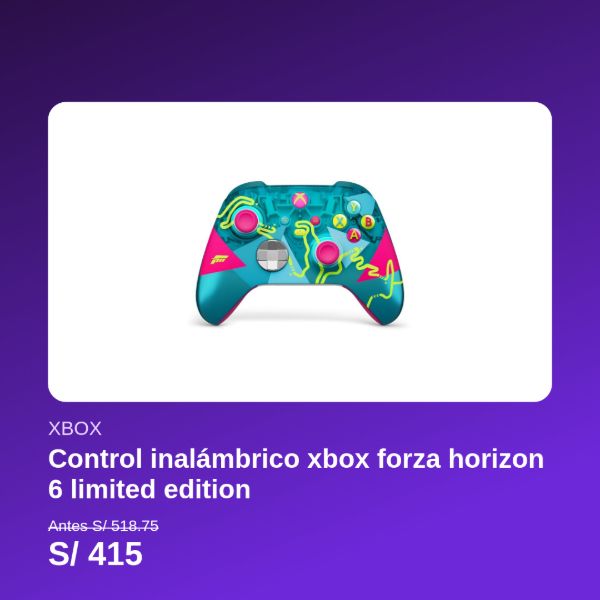 Y
X
B
A
XBOX
Control inalámbrico xbox forza horizon
6 limited edition
Antes S/ 518.75
S/ 415